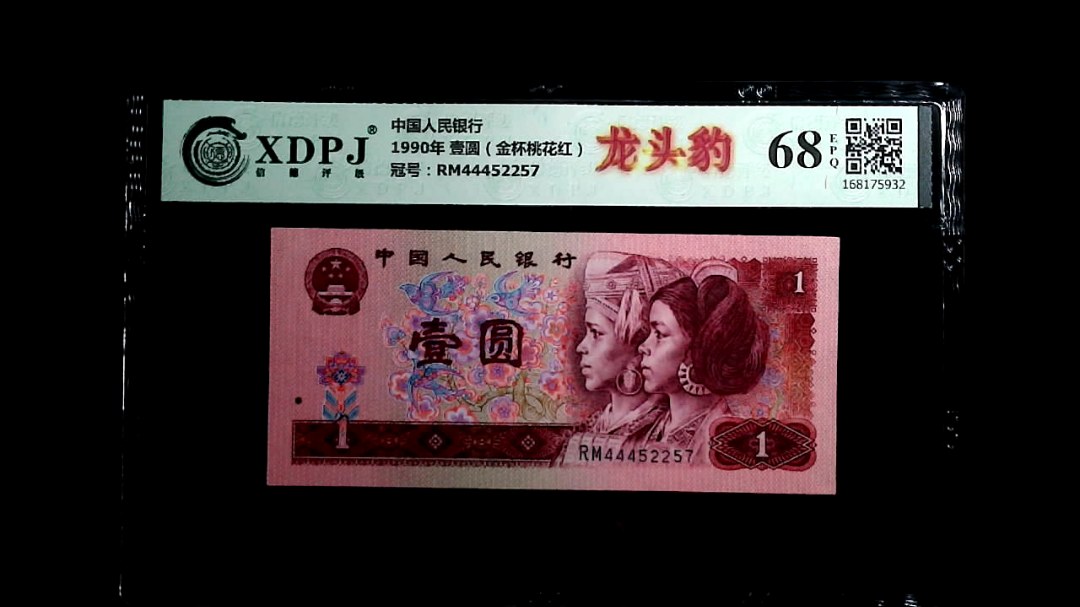 XDPJ®
信德评级
中国人民银行
1990年 壹圆（金杯桃花红）
冠号：RM44452257
龙头豹
68
EPQ
168175932
中国人民银行
1
壹圆
1
1
RM44452257